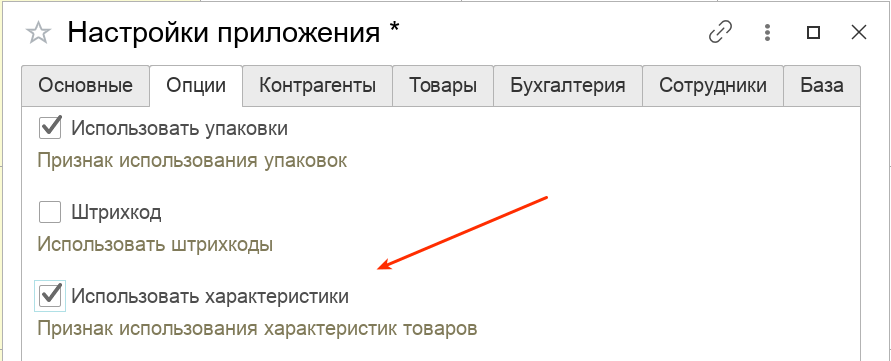 Настройки приложения *
Основные Опции Контрагенты Товары Бухгалтерия Сотрудники База
Использовать упаковки
Признак использования упаковок
Штрихкод
Использовать штрихкоды
Использовать характеристики
Признак использования характеристик товаров